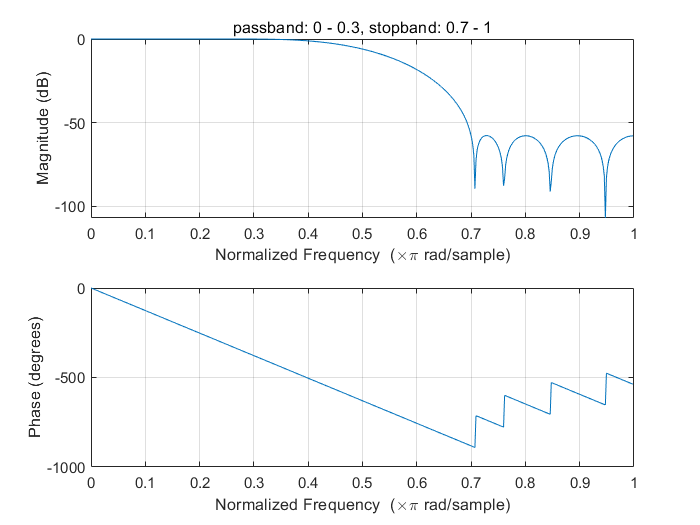 passband: 0 - 0.3, stopband: 0.7 - 1
0
-50
-100
Magnitude (dB)
0 0.1 0.2 0.3 0.4 0.5 0.6 0.7 0.8 0.9 1
Normalized Frequency (×π rad/sample)
0
-500
-1000
Phase (degrees)
0 0.1 0.2 0.3 0.4 0.5 0.6 0.7 0.8 0.9 1
Normalized Frequency (×π rad/sample)